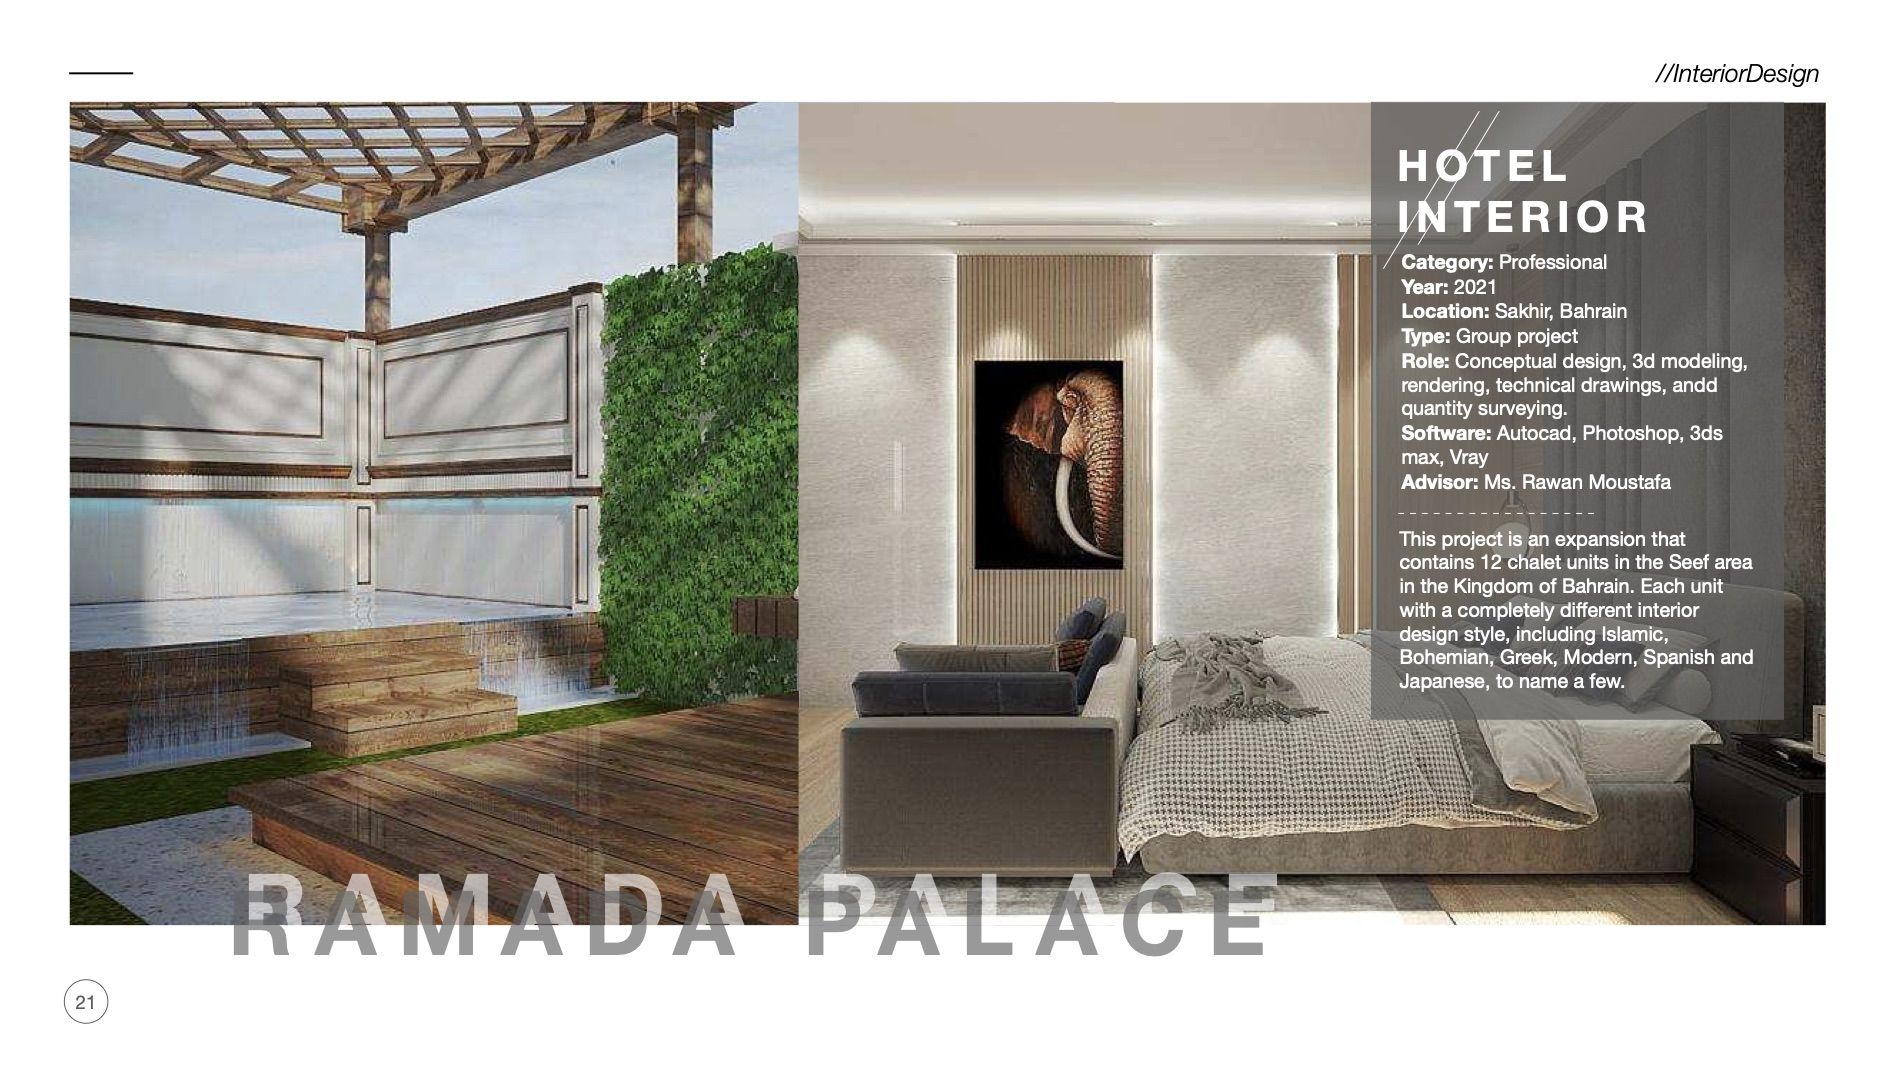 //InteriorDesign
HOTEL
INTERIOR
Category: Professional
Year: 2021
Location: Sakhir, Bahrain
Type: Group project
Role: Conceptual design, 3d modeling,
rendering, technical drawings, andd
quantity surveying.
Software: Autocad, Photoshop, 3ds
max, Vray
Advisor: Ms. Rawan Moustafa
This project is an expansion that
contains 12 chalet units in the Seef area
in the Kingdom of Bahrain. Each unit
with a completely different interior
design style, including Islamic,
Bohemian, Greek, Modern, Spanish and
Japanese, to name a few.
RAMADA PALACE
21